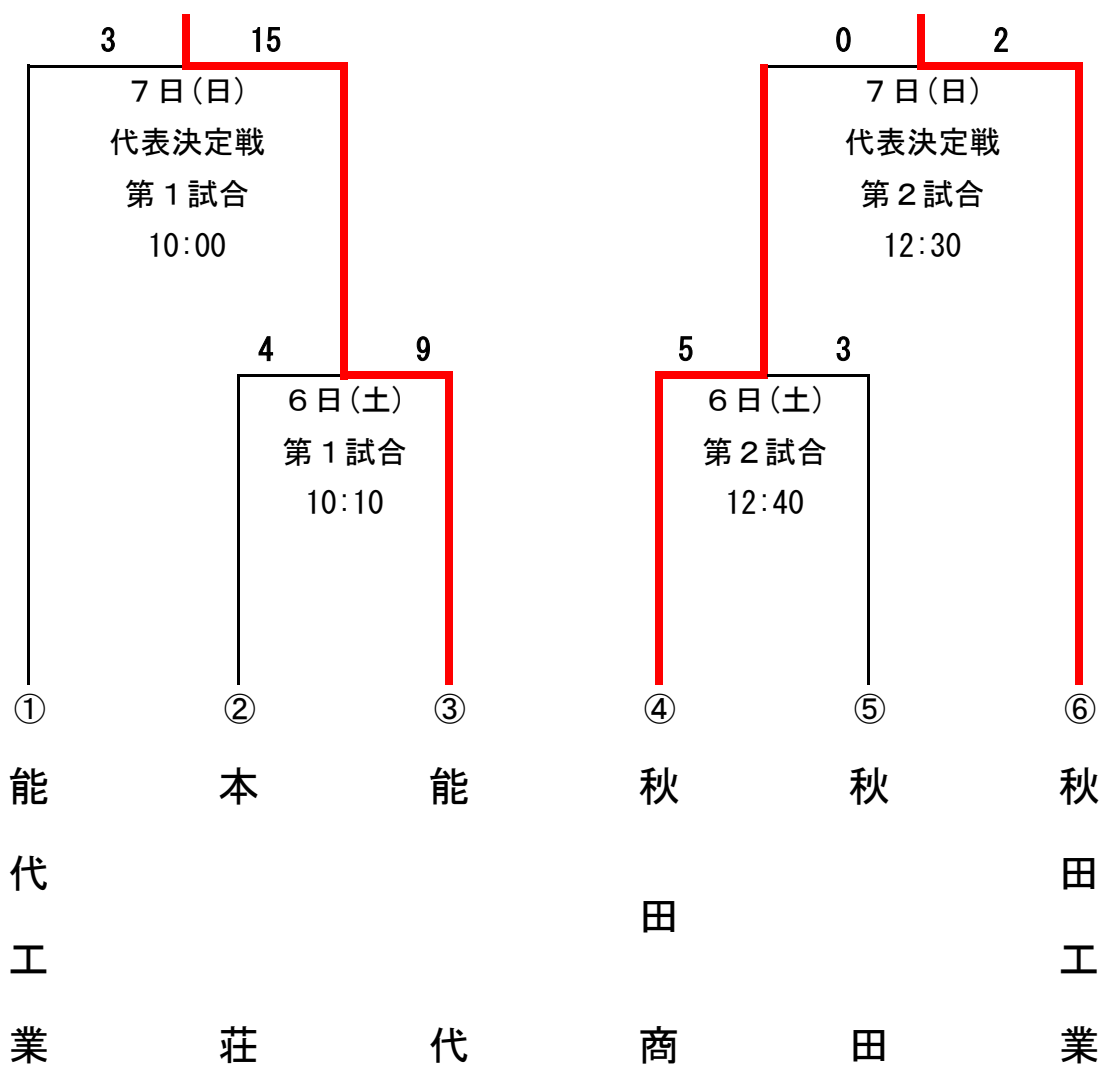 3 15
7日(日)
代表決定戦
第1試合
10:00
0 2
7日(日)
代表決定戦
第2試合
12:30
4 9
6日(土)
第1試合
10:10
5 3
6日(土)
第2試合
12:40
① ② ③ ④ ⑤ ⑥
能代工業
本荘
能代
秋田商
秋田
秋田工業